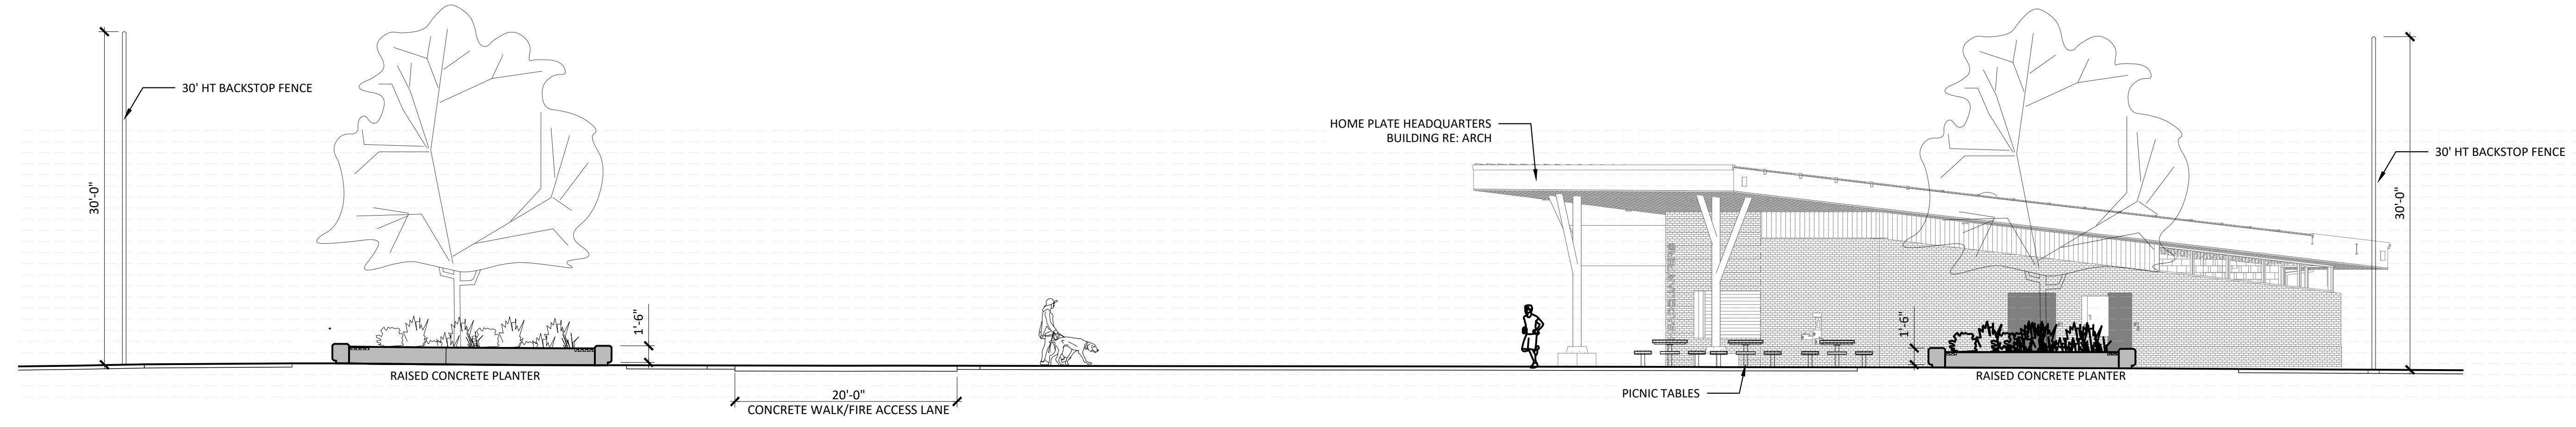 30'-0"
30' HT BACKSTOP FENCE
1'-6"
RAISED CONCRETE PLANTER
20'-0"
CONCRETE WALK/FIRE ACCESS LANE
HOME PLATE HEADQUARTERS
BUILDING RE: ARCH
HEADQUARTERS
PICNIC TABLES
1'-6"
RAISED CONCRETE PLANTER
30' HT BACKSTOP FENCE
30'-0"